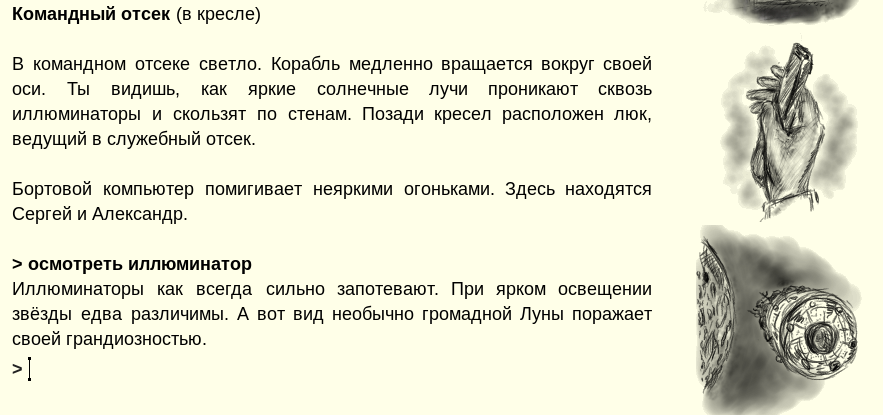 Командный отсек (в кресле)
В командном отсеке светло. Корабль медленно вращается вокруг своей
оси. Ты видишь, как яркие солнечные лучи проникают сквозь
иллюминаторы и скользят по стенам. Позади кресел расположен люк,
ведущий в служебный отсек.
Бортовой компьютер помигивает неяркими огоньками. Здесь находятся
Сергей и Александр.
> осмотреть иллюминатор
Иллюминаторы как всегда сильно запотевают. При ярком освещении
звёзды едва различимы. А вот вид необычно громадной Луны поражает
своей грандиозностью.
>